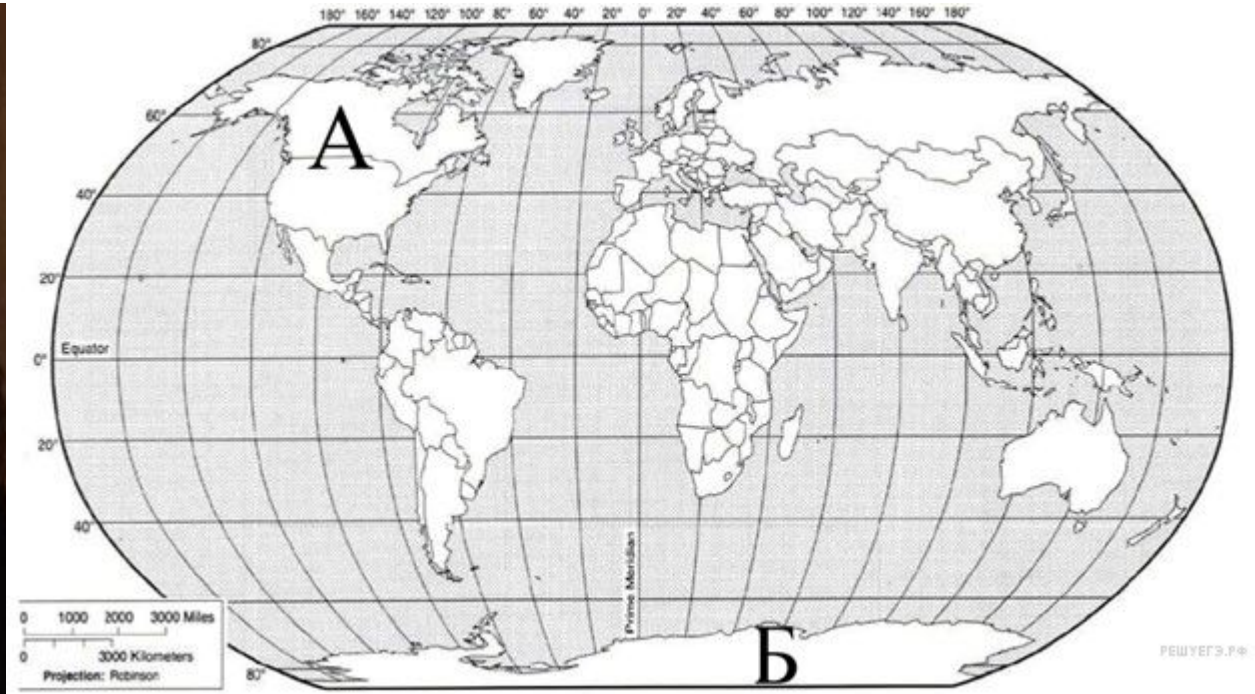 180° 160° 140° 120° 100° 80° 60° 40° 20° 0° 20° 40° 60° 80° 100° 120° 140° 160° 180°
80°
60°
А
40°
20°
Equator
0°
20°
40°
Prime Meridian
0 1000 2000 3000 Miles
0 3000 Kilometers
Projection: Robinson
80°
Б
РЕШУЕГЭ.РФ